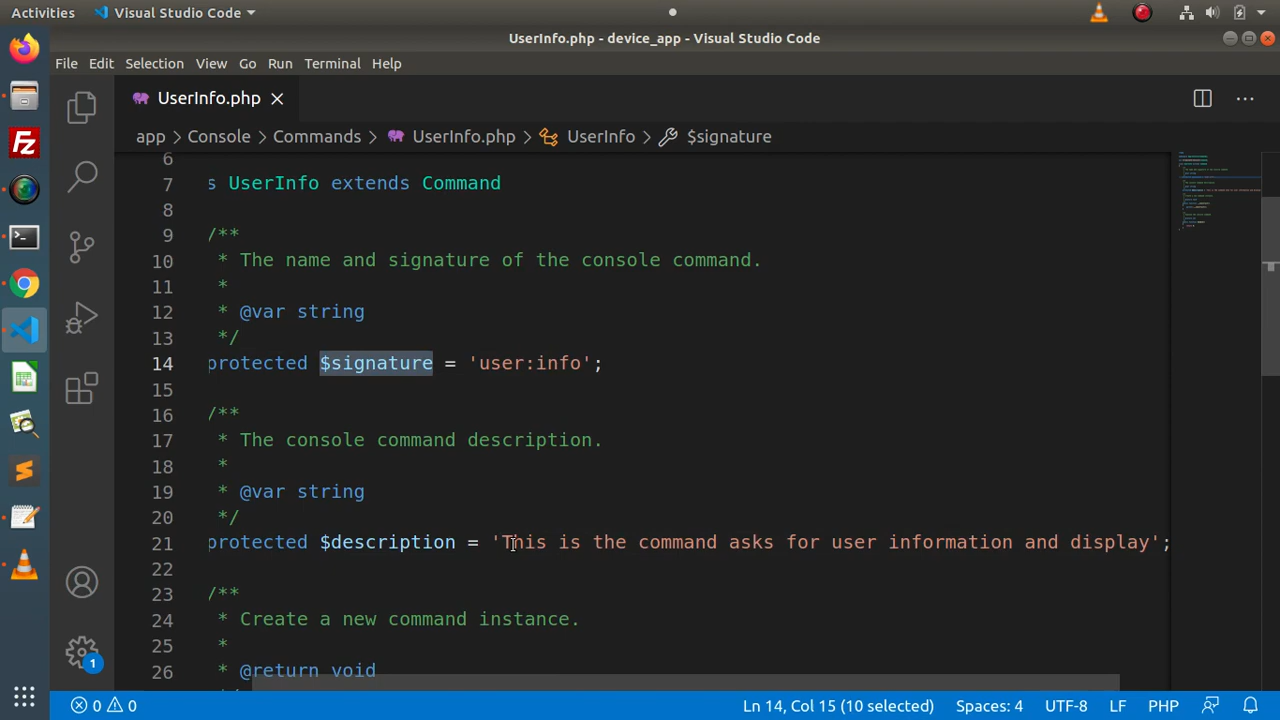 Activities Visual Studio Code
UserInfo.php - device_app - Visual Studio Code
File Edit Selection View Go Run Terminal Help
UserInfo.php
app > Console > Commands > UserInfo.php > UserInfo > $signature
6
7 s UserInfo extends Command
8
9 /**
10 * The name and signature of the console command.
11 *
12 * @var string
13 */
14 protected $signature = 'user:info';
15
16 /**
17 * The console command description.
18 *
19 * @var string
20 */
21 protected $description = 'This is the command asks for user information and display';
22
23 /**
24 * Create a new command instance.
25 *
26 * @return void
0 0 Ln 14, Col 15 (10 selected) Spaces: 4 UTF-8 LF PHP
1